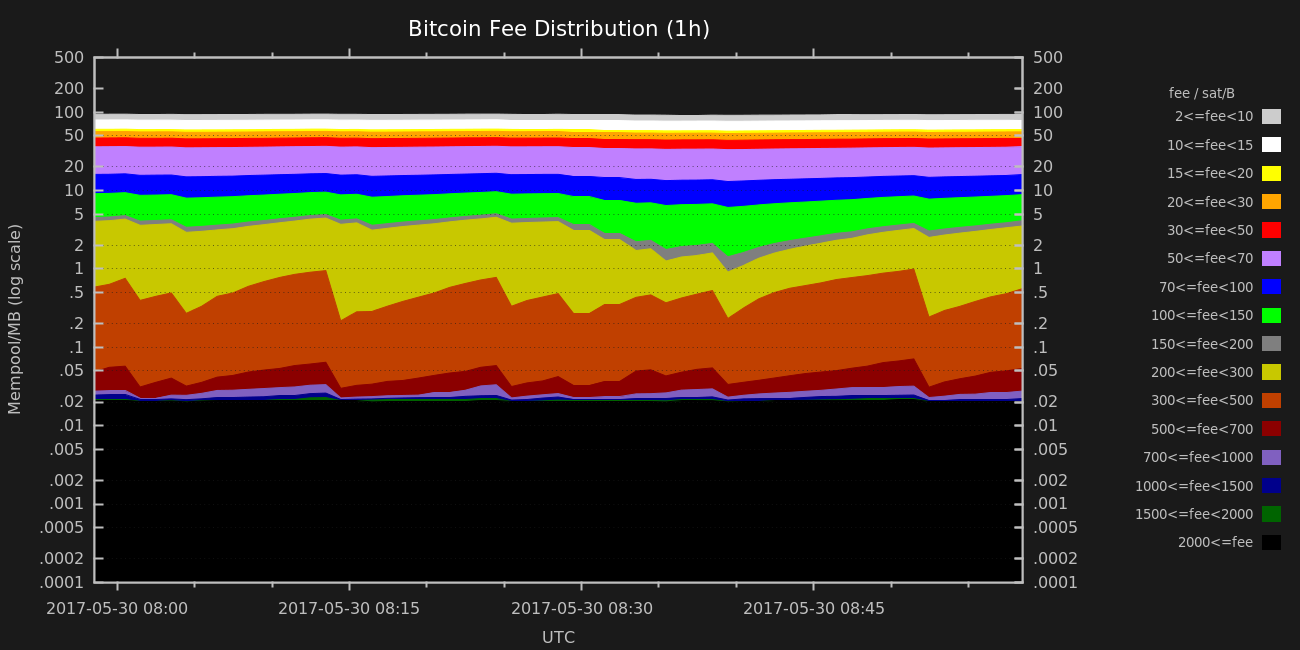 Bitcoin Fee Distribution (1h)
Mempool/MB (log scale)
500
200
100
50
20
10
5
2
1
.5
.2
.1
.05
.02
.01
.005
.002
.001
.0005
.0002
.0001
500
200
100
50
20
10
5
2
1
.5
.2
.1
.05
.02
.01
.005
.002
.001
.0005
.0002
.0001
2017-05-30 08:00 2017-05-30 08:15 2017-05-30 08:30 2017-05-30 08:45
UTC
fee / sat/B
2<=fee<10
10<=fee<15
15<=fee<20
20<=fee<30
30<=fee<50
50<=fee<70
70<=fee<100
100<=fee<150
150<=fee<200
200<=fee<300
300<=fee<500
500<=fee<700
700<=fee<1000
1000<=fee<1500
1500<=fee<2000
2000<=fee